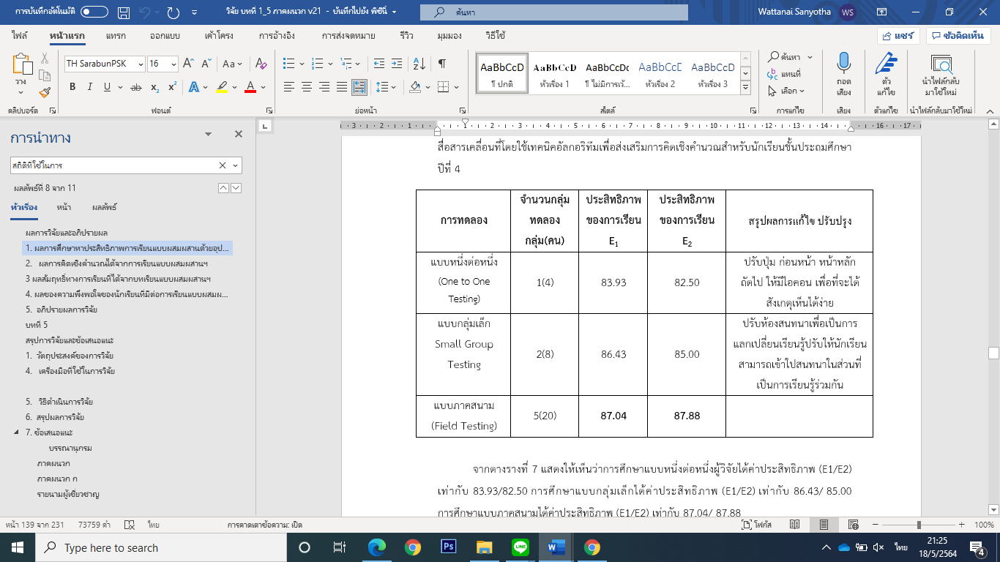 การบันทึกอัตโนมัติ
วิจัย บทที่ 1_5 ภาคผนวก v21 - บันทึกไปยัง พีซีนี้
ค้นหา
Wattanai Sanyotha
WS
ไฟล์ หน้าแรก แทรก ออกแบบ เค้าโครง การอ้างอิง การส่งจดหมาย รีวิว มุมมอง วิธีใช้
แชร์ ข้อคิดเห็น
วาง
TH SarabunPSK 16
AaBbCcD AaBbCcD AaBbCcDc AaBbCcD AaBbCcD
ปกติ หัวเรื่อง 1 ไม่มีการเว้... หัวเรื่อง 2 หัวเรื่อง 3
ค้นหา
แทนที่
เลือก
ถอดเสียง
ตัวแก้ไข
นำไฟล์กลับมาใช้ใหม่
คลิปบอร์ด ฟอนต์ ย่อหน้า สไตล์ การแก้ไข เสียง ตัวแก้ไข นำไฟล์กลับมาใช้ใหม่
การนำทาง
สถิติที่ใช้ในการ
ผลลัพธ์ที่ 8 จาก 11
หัวเรื่อง หน้า ผลลัพธ์
ผลการวิจัยและอภิปรายผล
1. ผลการศึกษาหาประสิทธิภาพการเรียนแบบผสมผสานด้วยอุป...
2. ผลการคิดเชิงคำนวณได้จากการเรียนแบบผสมผสานฯ
3 ผลสัมฤทธิ์ทางการเรียนที่ได้จากบทเรียนแบบผสมผสานฯ
4. ผลของความพึงพอใจของนักเรียนที่มีต่อการเรียนแบบผสมผ...
5. อภิปรายผลการวิจัย
บทที่ 5
สรุปการวิจัยและข้อเสนอแนะ
1. วัตถุประสงค์ของการวิจัย
4. เครื่องมือที่ใช้ในการวิจัย
5. วิธีดำเนินการวิจัย
6. สรุปผลการวิจัย
7. ข้อเสนอแนะ
บรรณานุกรม
ภาคผนวก
ภาคผนวก ก
รายนามผู้เชี่ยวชาญ
สื่อสารเคลื่อนที่โดยใช้เทคนิคอัลกอริทึมเพื่อส่งเสริมการคิดเชิงคำนวณสำหรับนักเรียนชั้นประถมศึกษา
ปีที่ 4
การทดลอง
จำนวนกลุ่ม
ทดลอง
กลุ่ม(คน)
ประสิทธิภาพ
ของการเรียน
E1
ประสิทธิภาพ
ของการเรียน
E2
สรุปผลการแก้ไข ปรับปรุง
แบบหนึ่งต่อหนึ่ง
(One to One
Testing)
1(4)
83.93
82.50
ปรับปุ่ม ก่อนหน้า หน้าหลัก
ถัดไป ให้มีไอคอน เพื่อที่จะได้
สังเกตุเห็นได้ง่าย
แบบกลุ่มเล็ก
Small Group
Testing
2(8)
86.43
85.00
ปรับห้องสนทนาเพื่อเป็นการ
แลกเปลี่ยนเรียนรู้ปรับให้นักเรียน
สามารถเข้าไปสนทนาในส่วนที่
เป็นการเรียนรู้ร่วมกัน
แบบภาคสนาม
(Field Testing)
5(20)
87.04
87.88
จากตางรางที่ 7 แสดงให้เห็นว่าการศึกษาแบบหนึ่งต่อหนึ่งผู้วิจัยได้ค่าประสิทธิภาพ (E1/E2)
เท่ากับ 83.93/82.50 การศึกษาแบบกลุ่มเล็กได้ค่าประสิทธิภาพ (E1/E2) เท่ากับ 86.43/ 85.00
การศึกษาแบบภาคสนามได้ค่าประสิทธิภาพ (E1/E2) เท่ากับ 87.04/ 87.88
หน้า 139 จาก 231 73759 คำ ไทย การคาดเดาข้อความ: เปิด โฟกัส 100%
Type here to search
ไทย
21:25
18/5/2564
4